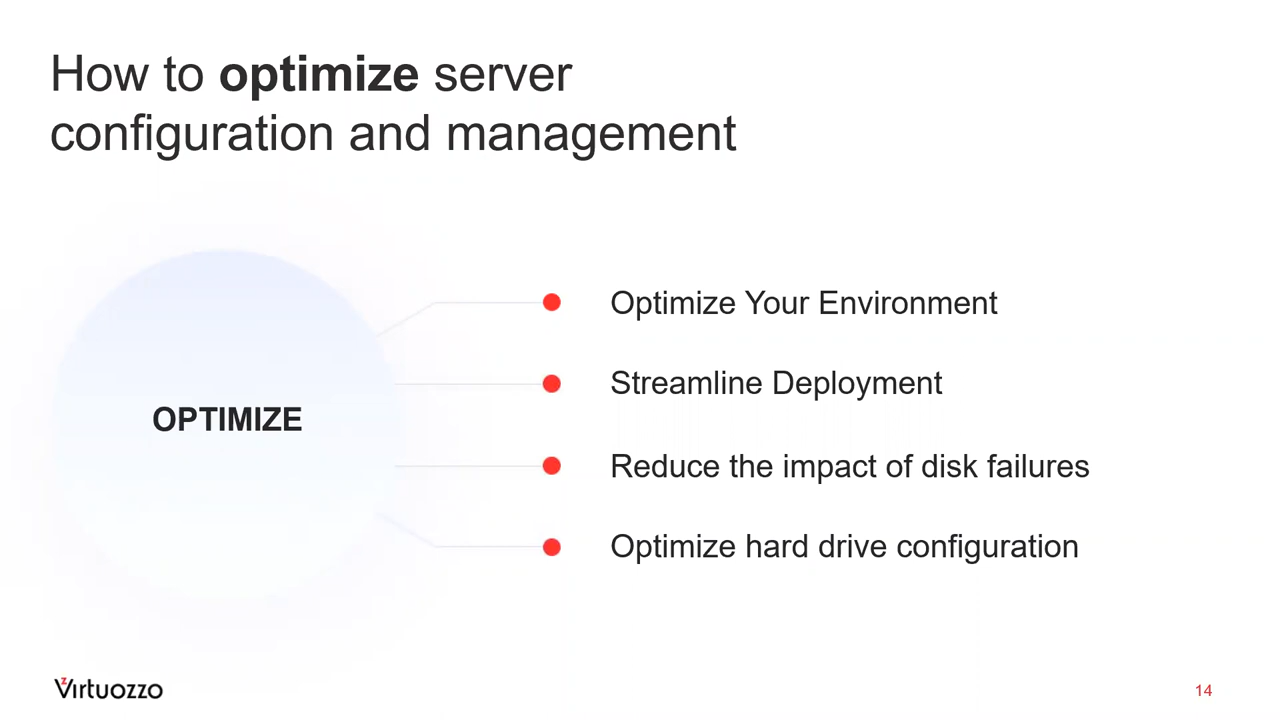 How to optimize server
configuration and management
OPTIMIZE
Optimize Your Environment
Streamline Deployment
Reduce the impact of disk failures
Optimize hard drive configuration
Virtuozzo
14